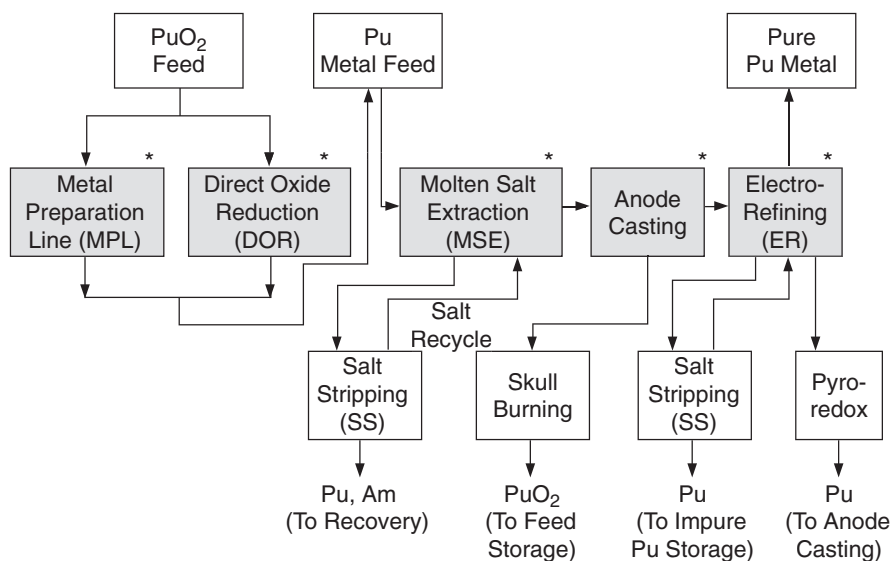 PuO2
Feed
Pu
Metal Feed
Pure
Pu Metal
*
Metal
Preparation
Line (MPL)
*
Direct Oxide
Reduction
(DOR)
*
Molten Salt
Extraction
(MSE)
*
Anode
Casting
*
Electro-
Refining
(ER)
Salt
Recycle
Salt
Stripping
(SS)
Skull
Burning
Salt
Stripping
(SS)
Pyro-
redox
Pu, Am
(To Recovery)
PuO2
(To Feed
Storage)
Pu
(To Impure
Pu Storage)
Pu
(To Anode
Casting)